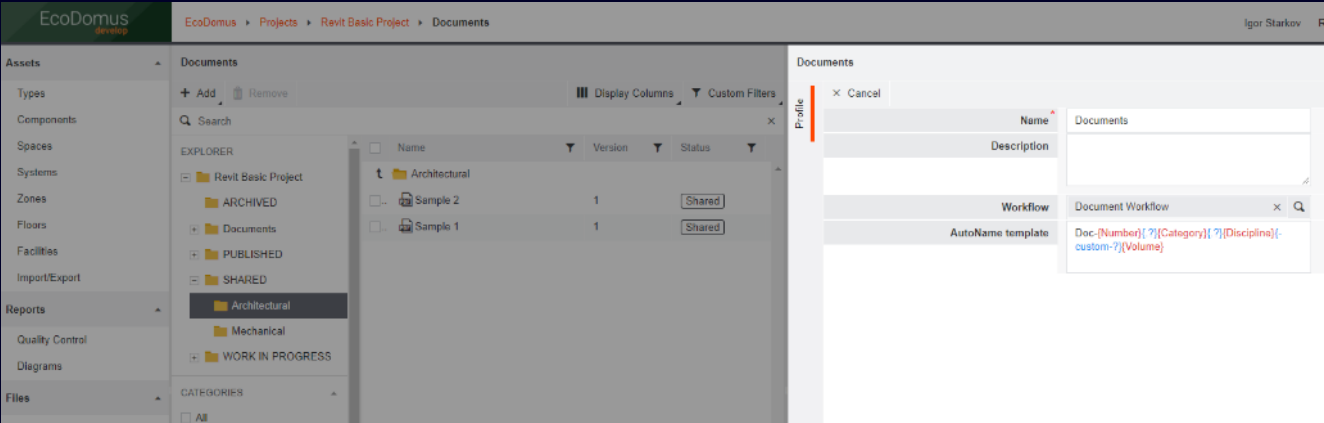 EcoDomus
develop
EcoDomus ▸ Projects ▸ Revit Basic Project ▸ Documents
Igor Starkov
Assets
Types
Components
Spaces
Systems
Zones
Floors
Facilities
Import/Export
Reports
Quality Control
Diagrams
Files
Documents
+ Add
Remove
Display Columns
Custom Filters
Search
EXPLORER
Revit Basic Project
ARCHIVED
Documents
PUBLISHED
SHARED
Architectural
Mechanical
WORK IN PROGRESS
CATEGORIES
All
Name Version Status
Architectural
Sample 2 1 Shared
Sample 1 1 Shared
Documents
Profile
× Cancel
Name* Documents
Description
Workflow Document Workflow
AutoName template Doc-{Number}{ ?}{Category}{ ?}{Discipline}{-
custom-?}{Volume}